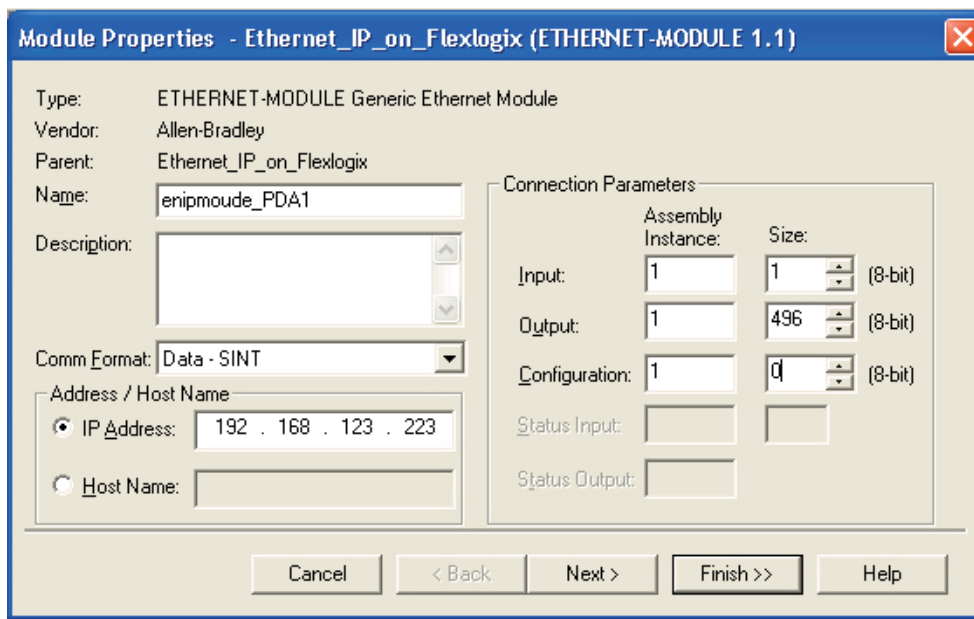 Module Properties - Ethernet_IP_on_Flexlogix (ETHERNET-MODULE 1.1)
Type: ETHERNET-MODULE Generic Ethernet Module
Vendor: Allen-Bradley
Parent: Ethernet_IP_on_Flexlogix
Name: enipmoude_PDA1
Description:
Comm Format: Data - SINT
Address / Host Name
IP Address: 192 . 168 . 123 . 223
Host Name:
Connection Parameters
Assembly Instance: Size:
Input: 1 1 (8-bit)
Output: 1 496 (8-bit)
Configuration: 1 0 (8-bit)
Status Input:
Status Output:
Cancel < Back Next > Finish >> Help